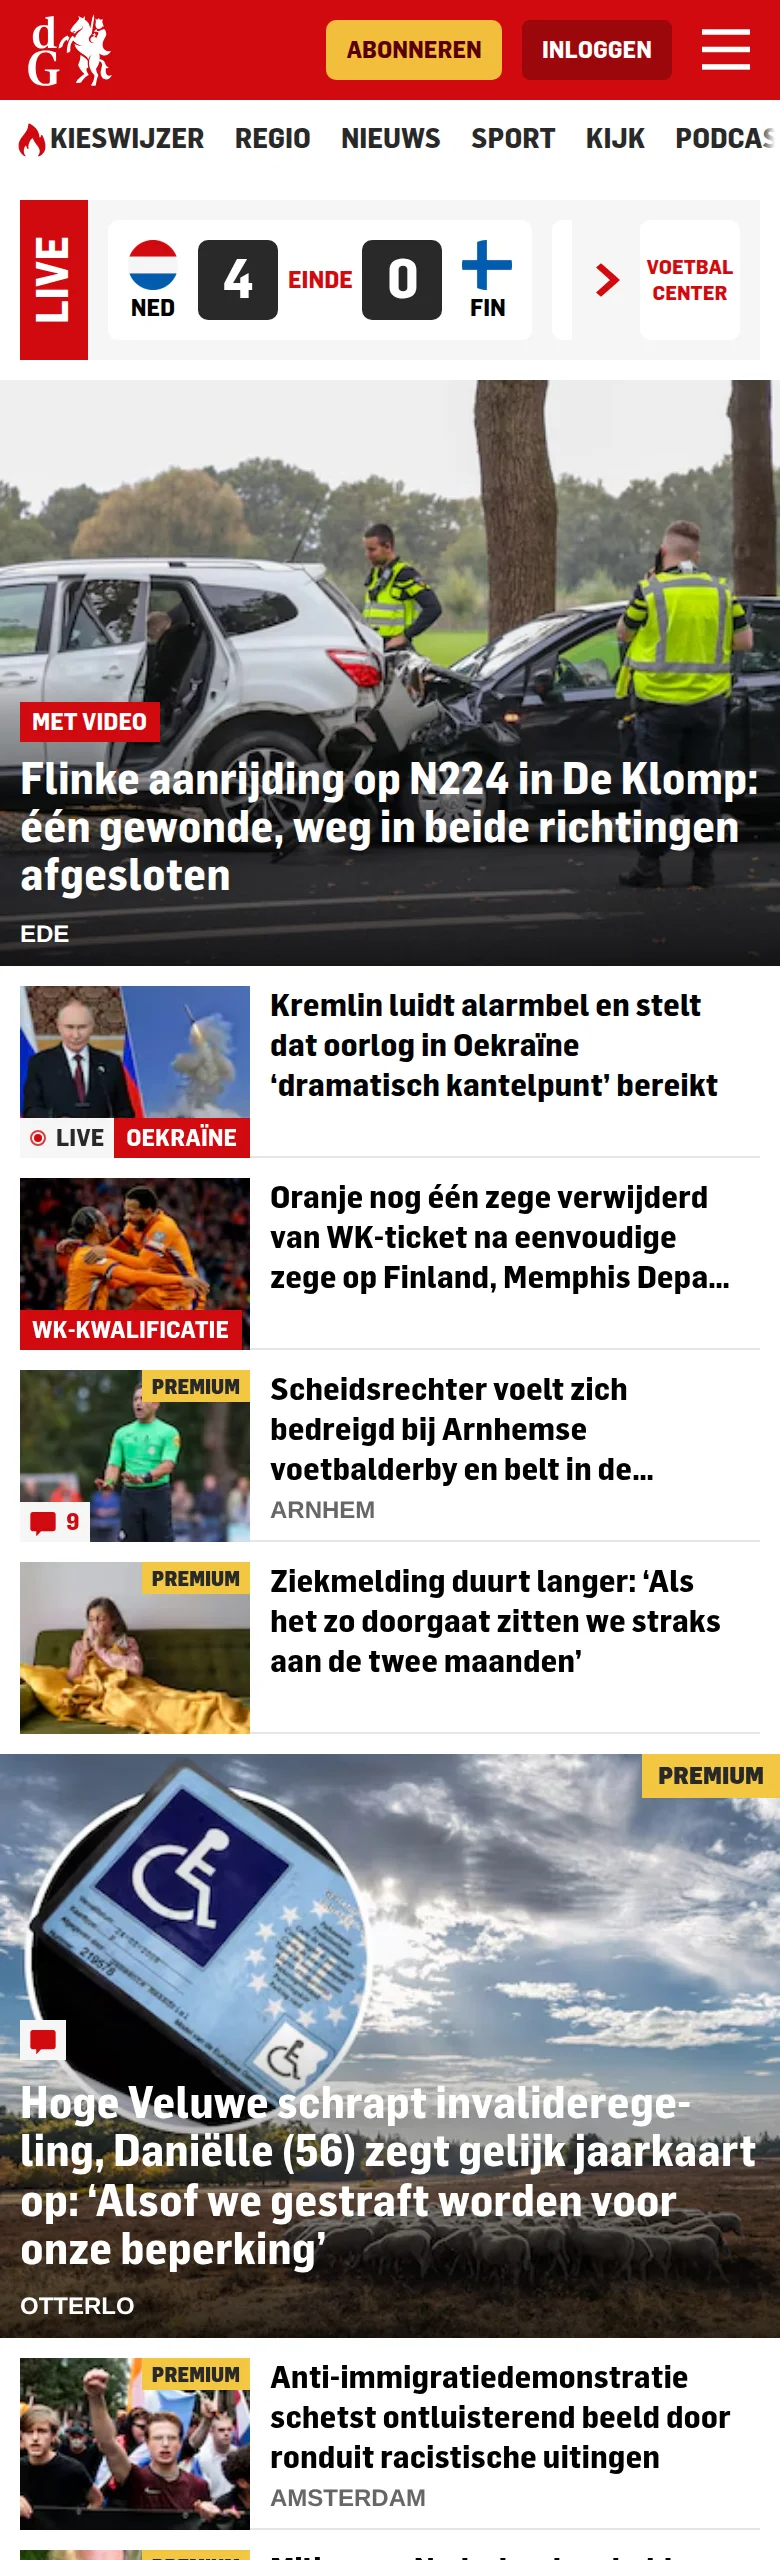 dG
ABONNEREN
INLOGGEN
KIESWIJZER REGIO NIEUWS SPORT KIJK PODCAS
LIVE
NED
4
EINDE
0
FIN
VOETBAL
CENTER
MET VIDEO
Flinke aanrijding op N224 in De Klomp:
één gewonde, weg in beide richtingen
afgesloten
EDE
LIVE OEKRAÏNE
Kremlin luidt alarmbel en stelt
dat oorlog in Oekraïne
‘dramatisch kantelpunt’ bereikt
WK-KWALIFICATIE
Oranje nog één zege verwijderd
van WK-ticket na eenvoudige
zege op Finland, Memphis Depa...
PREMIUM
9
Scheidsrechter voelt zich
bedreigd bij Arnhemse
voetbalderby en belt in de...
ARNHEM
PREMIUM
Ziekmelding duurt langer: ‘Als
het zo doorgaat zitten we straks
aan de twee maanden’
PREMIUM
Hoge Veluwe schrapt invaliderege-
ling, Daniëlle (56) zegt gelijk jaarkaart
op: ‘Alsof we gestraft worden voor
onze beperking’
OTTERLO
PREMIUM
Anti-immigratiedemonstratie
schetst ontluisterend beeld door
ronduit racistische uitingen
AMSTERDAM
PREMIUM